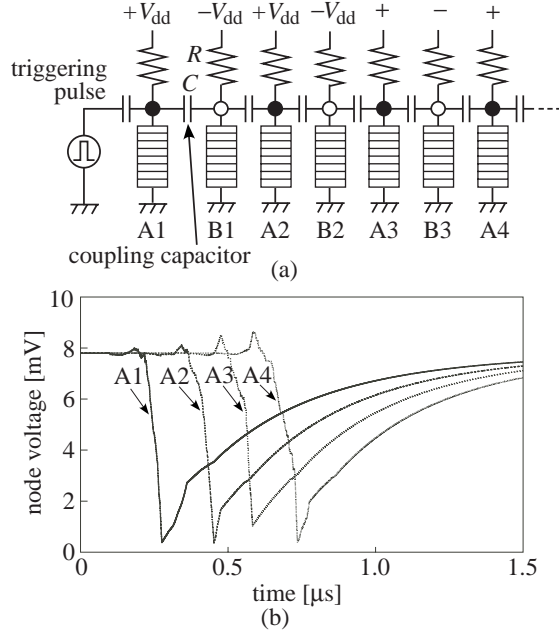 +Vdd −Vdd +Vdd −Vdd + − +
R
C
triggering
pulse
A1 B1 A2 B2 A3 B3 A4
coupling capacitor
(a)
10
8
6
4
2
0
node voltage [mV]
A1 A2 A3 A4
0 0.5 1.0 1.5
time [μs]
(b)